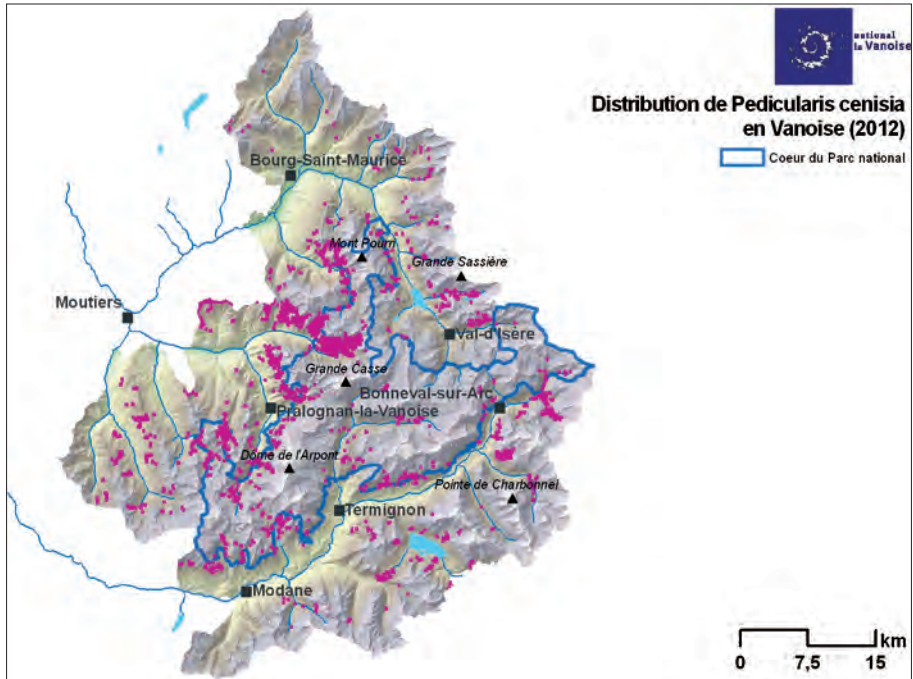 national
la Vanoise
Distribution de Pedicularis cenisia
en Vanoise (2012)
Coeur du Parc national
Bourg-Saint-Maurice
Mont Pourri
Grande Sassière
Moutiers
Val-d'Isère
Grande Casse
Bonneval-sur-Arc
Pralognan-la-Vanoise
Dôme de l'Arpont
Pointe de Charbonnel
Termignon
Modane
km
0 7,5 15